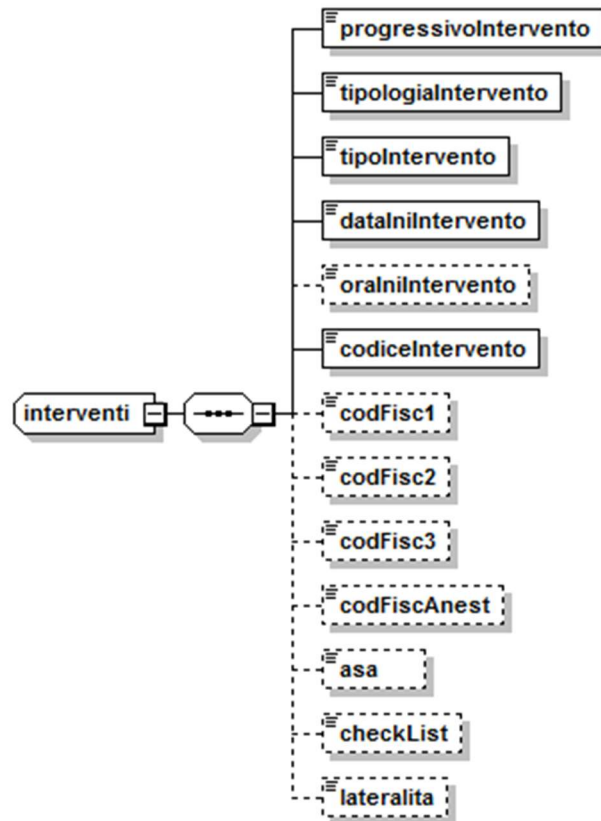 progressivoIntervento
tipologiaIntervento
tipoIntervento
dataIniIntervento
oraIniIntervento
codiceIntervento
interventi
codFisc1
codFisc2
codFisc3
codFiscAnest
asa
checkList
lateralita